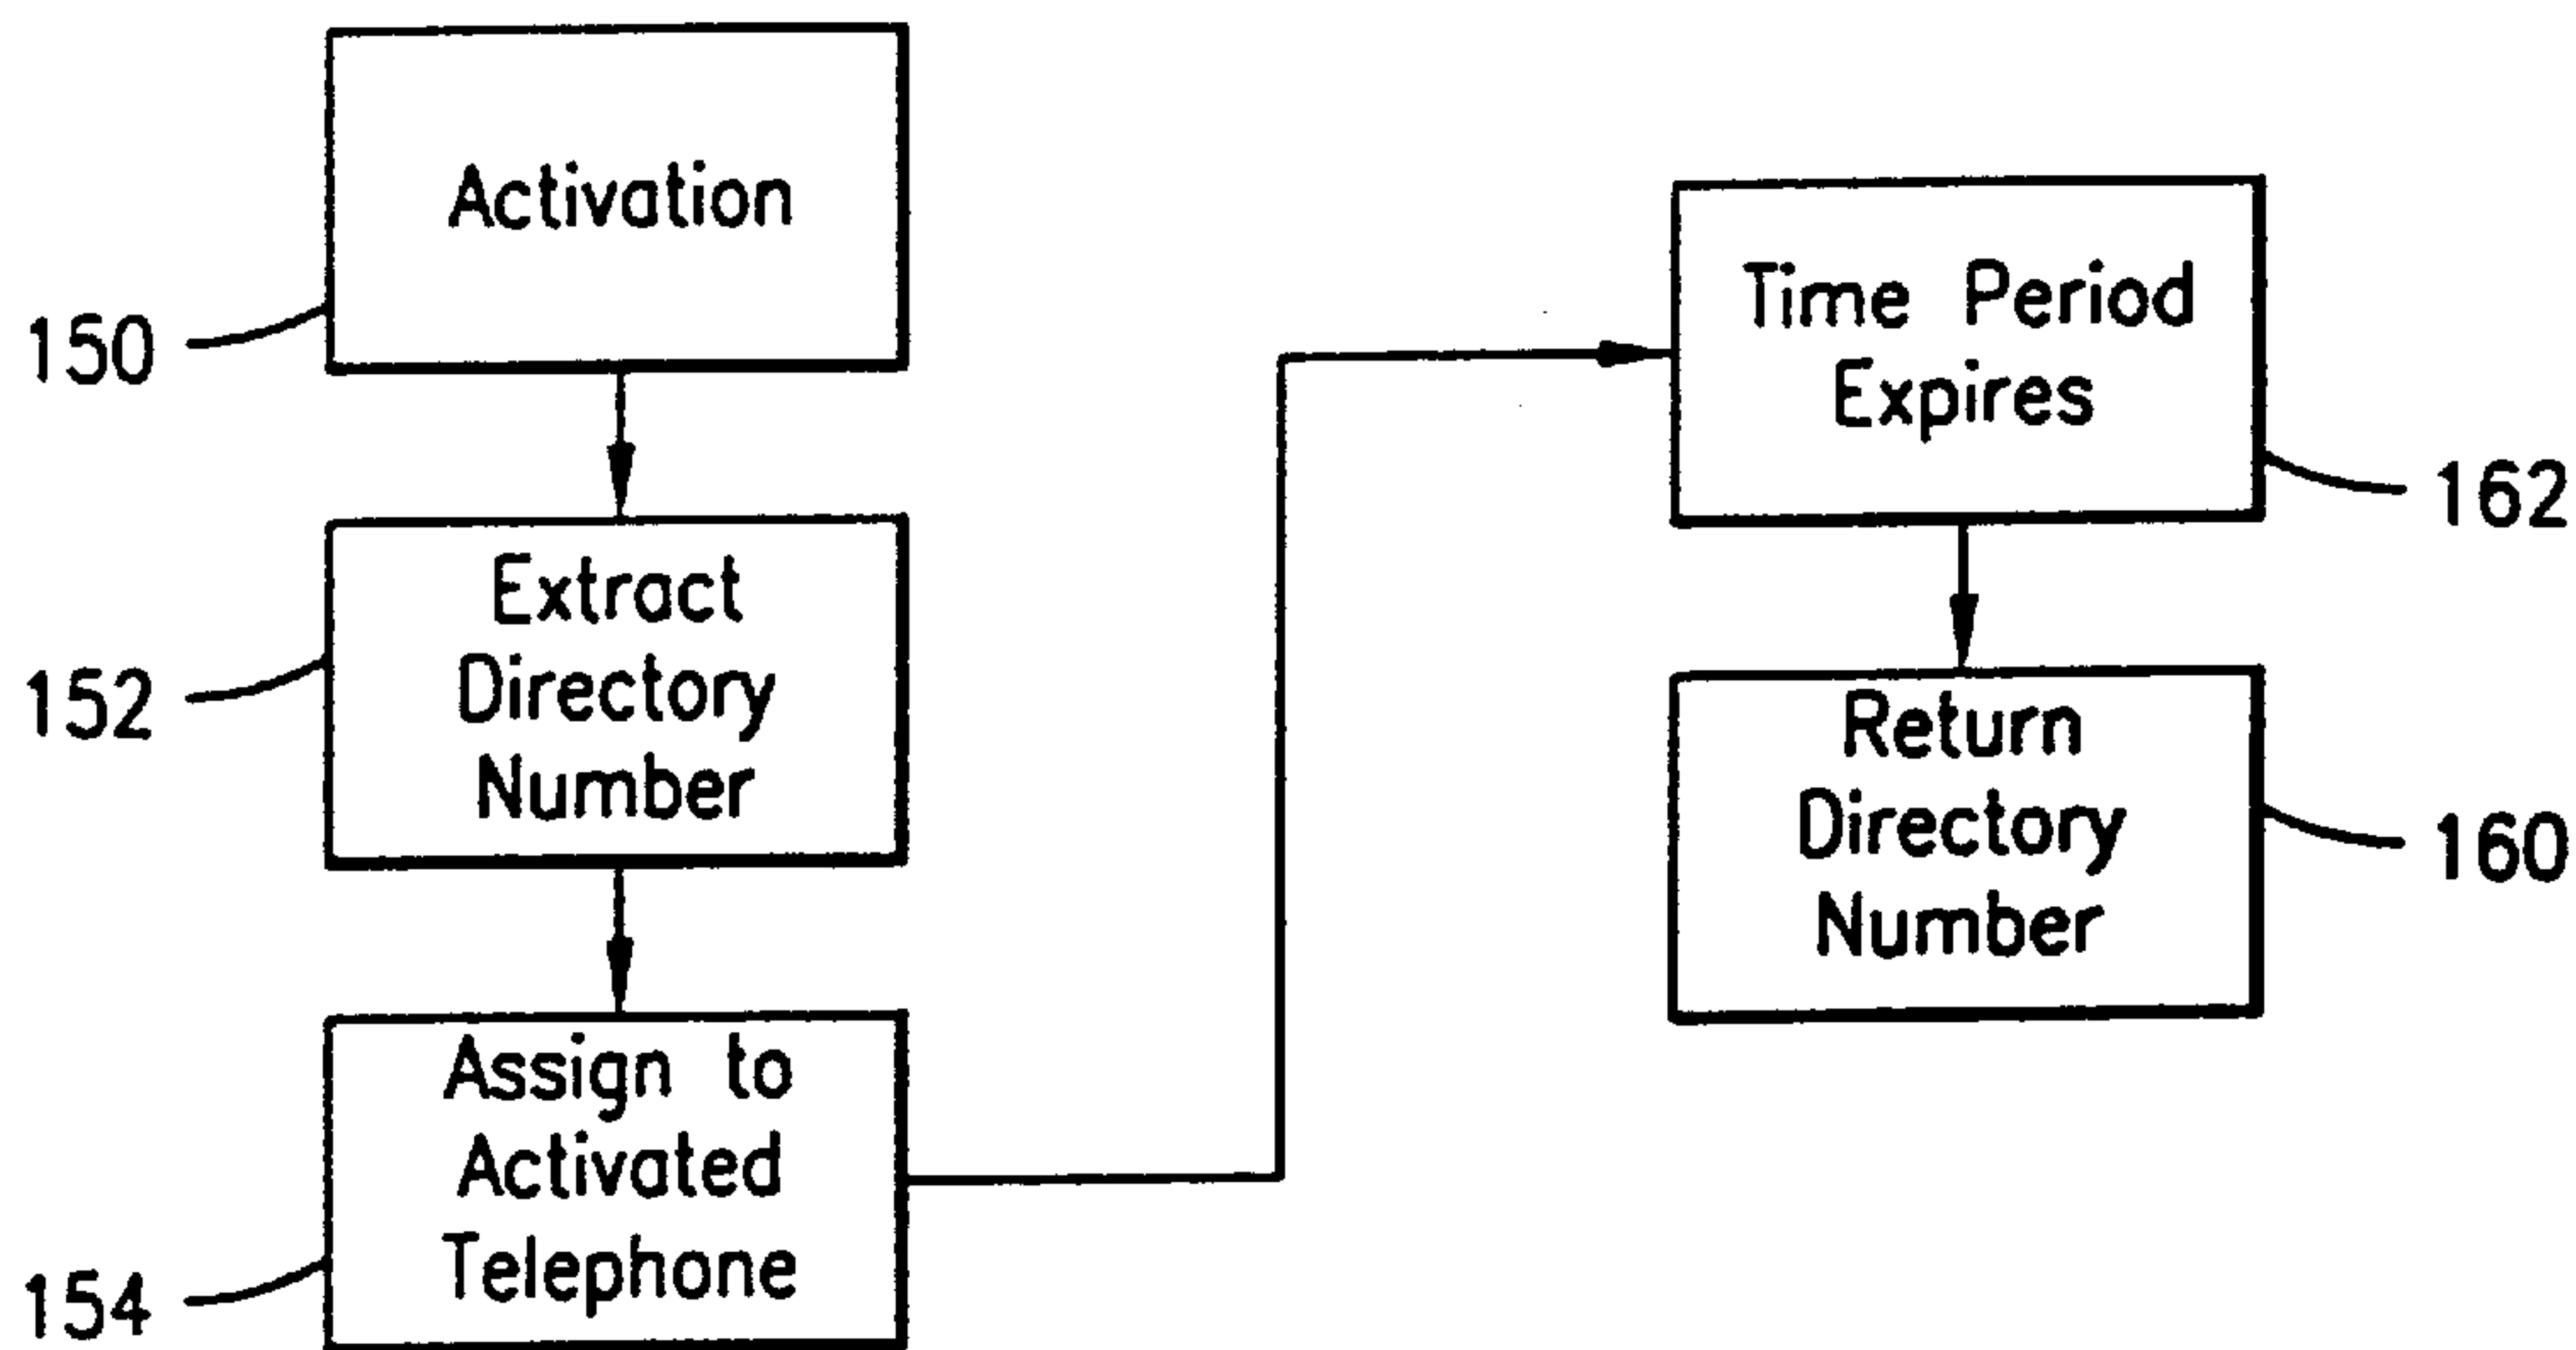 Activation
150
Extract
Directory
Number
152
Assign to
Activated
Telephone
154
Time Period
Expires
162
Return
Directory
Number
160